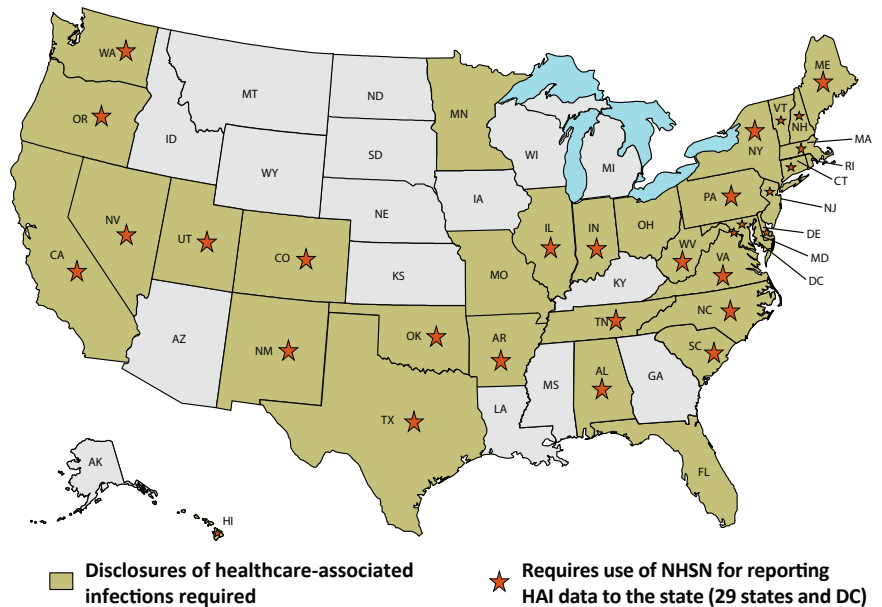 WA
MT
ND
MN
ME
VT
NH
OR
ID
SD
WI
MI
NY
MA
RI
CT
WY
IA
PA
NJ
NV
UT
CO
NE
IL
IN
OH
DE
MD
DC
CA
KS
MO
WV
VA
KY
AZ
NM
OK
AR
TN
NC
SC
TX
LA
MS
AL
GA
FL
AK
HI
Disclosures of healthcare-associated
infections required
Requires use of NHSN for reporting
HAI data to the state (29 states and DC)